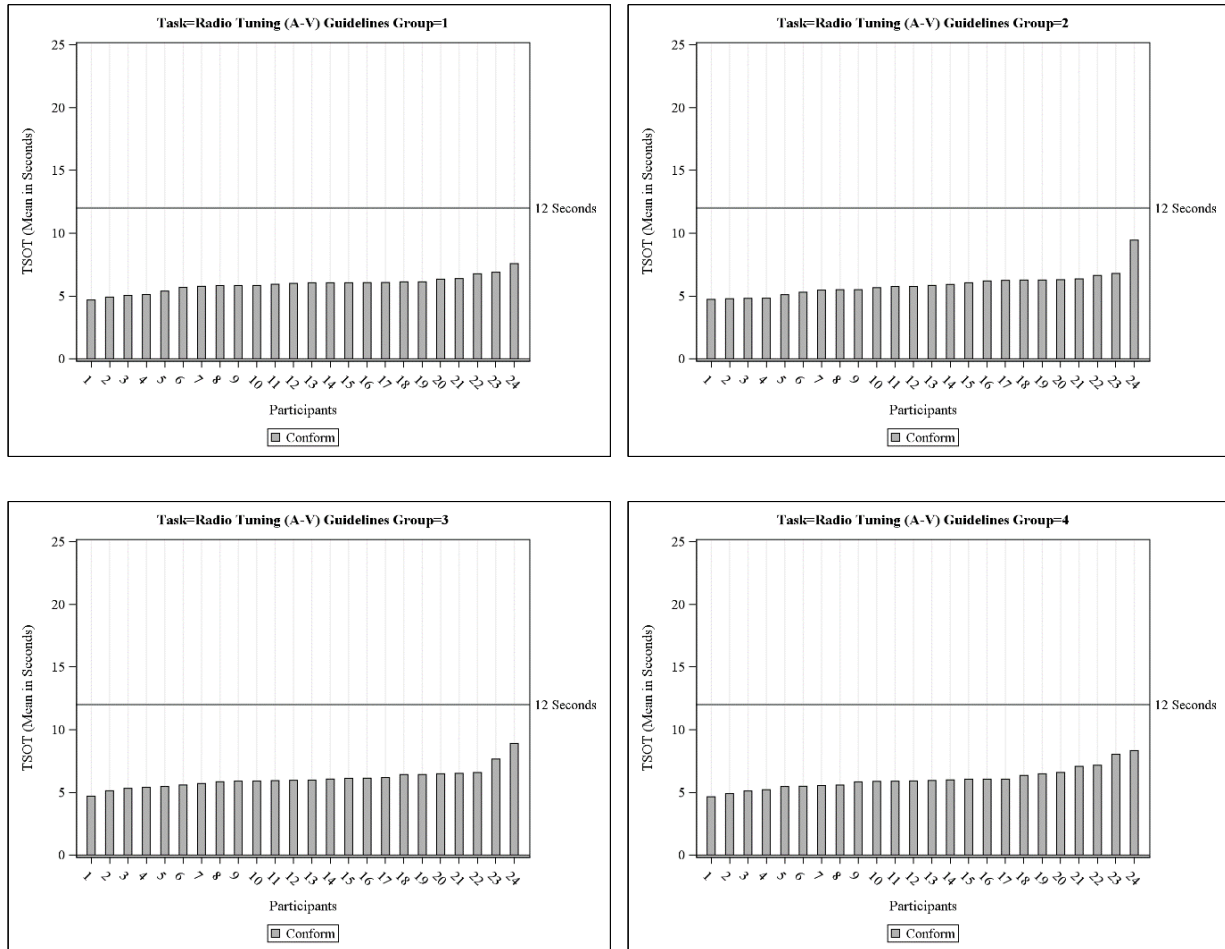 Task=Radio Tuning (A-V) Guidelines Group=1
25
20
15
10
5
0
TSOT (Mean in Seconds)
12 Seconds
1 2 3 4 5 6 7 8 9 10 11 12 13 14 15 16 17 18 19 20 21 22 23 24
Participants
Conform
Task=Radio Tuning (A-V) Guidelines Group=2
25
20
15
10
5
0
TSOT (Mean in Seconds)
12 Seconds
1 2 3 4 5 6 7 8 9 10 11 12 13 14 15 16 17 18 19 20 21 22 23 24
Participants
Conform
Task=Radio Tuning (A-V) Guidelines Group=3
25
20
15
10
5
0
TSOT (Mean in Seconds)
12 Seconds
1 2 3 4 5 6 7 8 9 10 11 12 13 14 15 16 17 18 19 20 21 22 23 24
Participants
Conform
Task=Radio Tuning (A-V) Guidelines Group=4
25
20
15
10
5
0
TSOT (Mean in Seconds)
12 Seconds
1 2 3 4 5 6 7 8 9 10 11 12 13 14 15 16 17 18 19 20 21 22 23 24
Participants
Conform